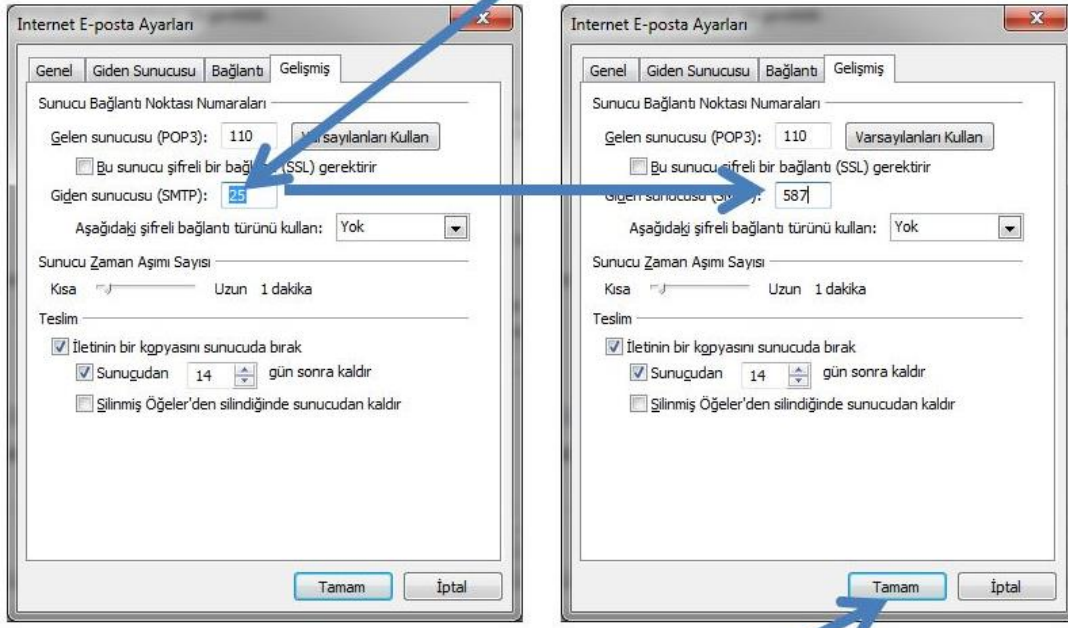 Internet E-posta Ayarları
Genel Giden Sunucusu Bağlantı Gelişmiş
Sunucu Bağlantı Noktası Numaraları
Gelen sunucusu (POP3): 110 Varsayılanları Kullan
Bu sunucu şifreli bir bağlantı (SSL) gerektirir
Giden sunucusu (SMTP): 25
Aşağıdaki şifreli bağlantı türünü kullan: Yok
Sunucu Zaman Aşımı Sayısı
Kısa Uzun 1 dakika
Teslim
İletinin bir kopyasını sunucuda bırak
Sunucudan 14 gün sonra kaldır
Silinmiş Öğeler'den silindiğinde sunucudan kaldır
Tamam İptal
Internet E-posta Ayarları
Genel Giden Sunucusu Bağlantı Gelişmiş
Sunucu Bağlantı Noktası Numaraları
Gelen sunucusu (POP3): 110 Varsayılanları Kullan
Bu sunucu şifreli bir bağlantı (SSL) gerektirir
Giden sunucusu (SMTP): 587
Aşağıdaki şifreli bağlantı türünü kullan: Yok
Sunucu Zaman Aşımı Sayısı
Kısa Uzun 1 dakika
Teslim
İletinin bir kopyasını sunucuda bırak
Sunucudan 14 gün sonra kaldır
Silinmiş Öğeler'den silindiğinde sunucudan kaldır
Tamam İptal